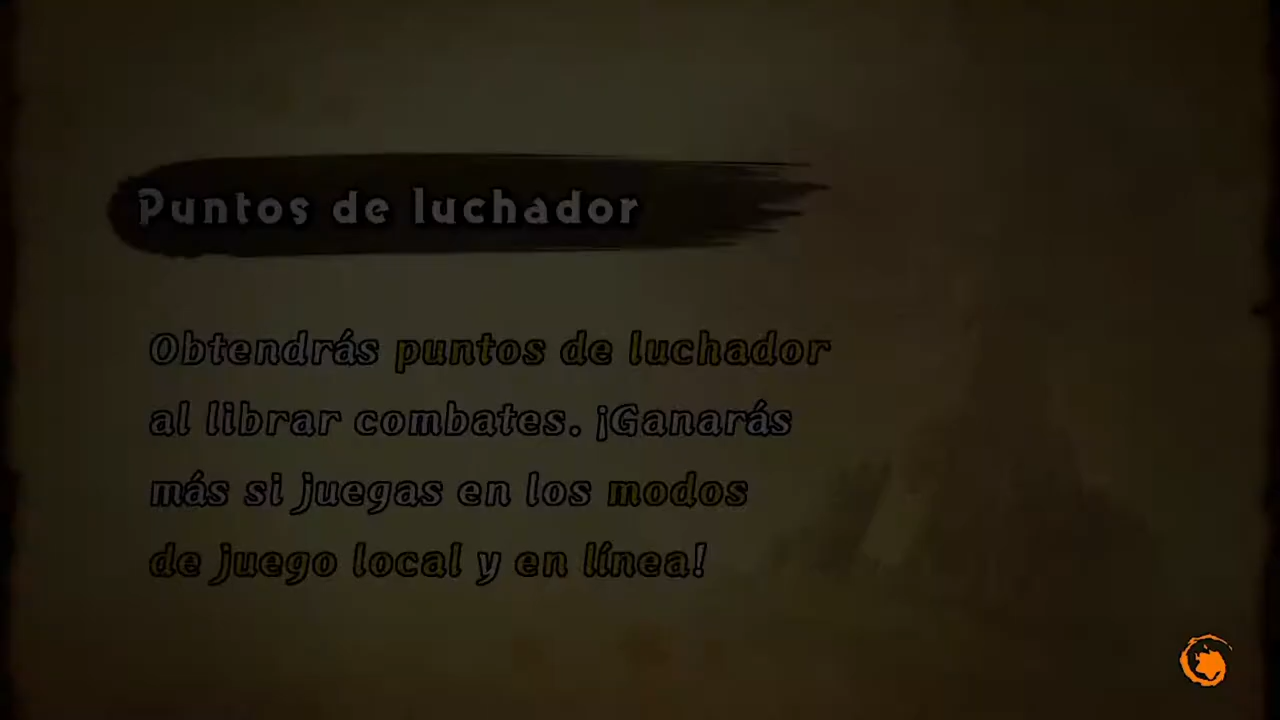 Puntos de luchador
Obtendrás puntos de luchador
al librar combates. ¡Ganarás
más si juegas en los modos
de juego local y en línea!